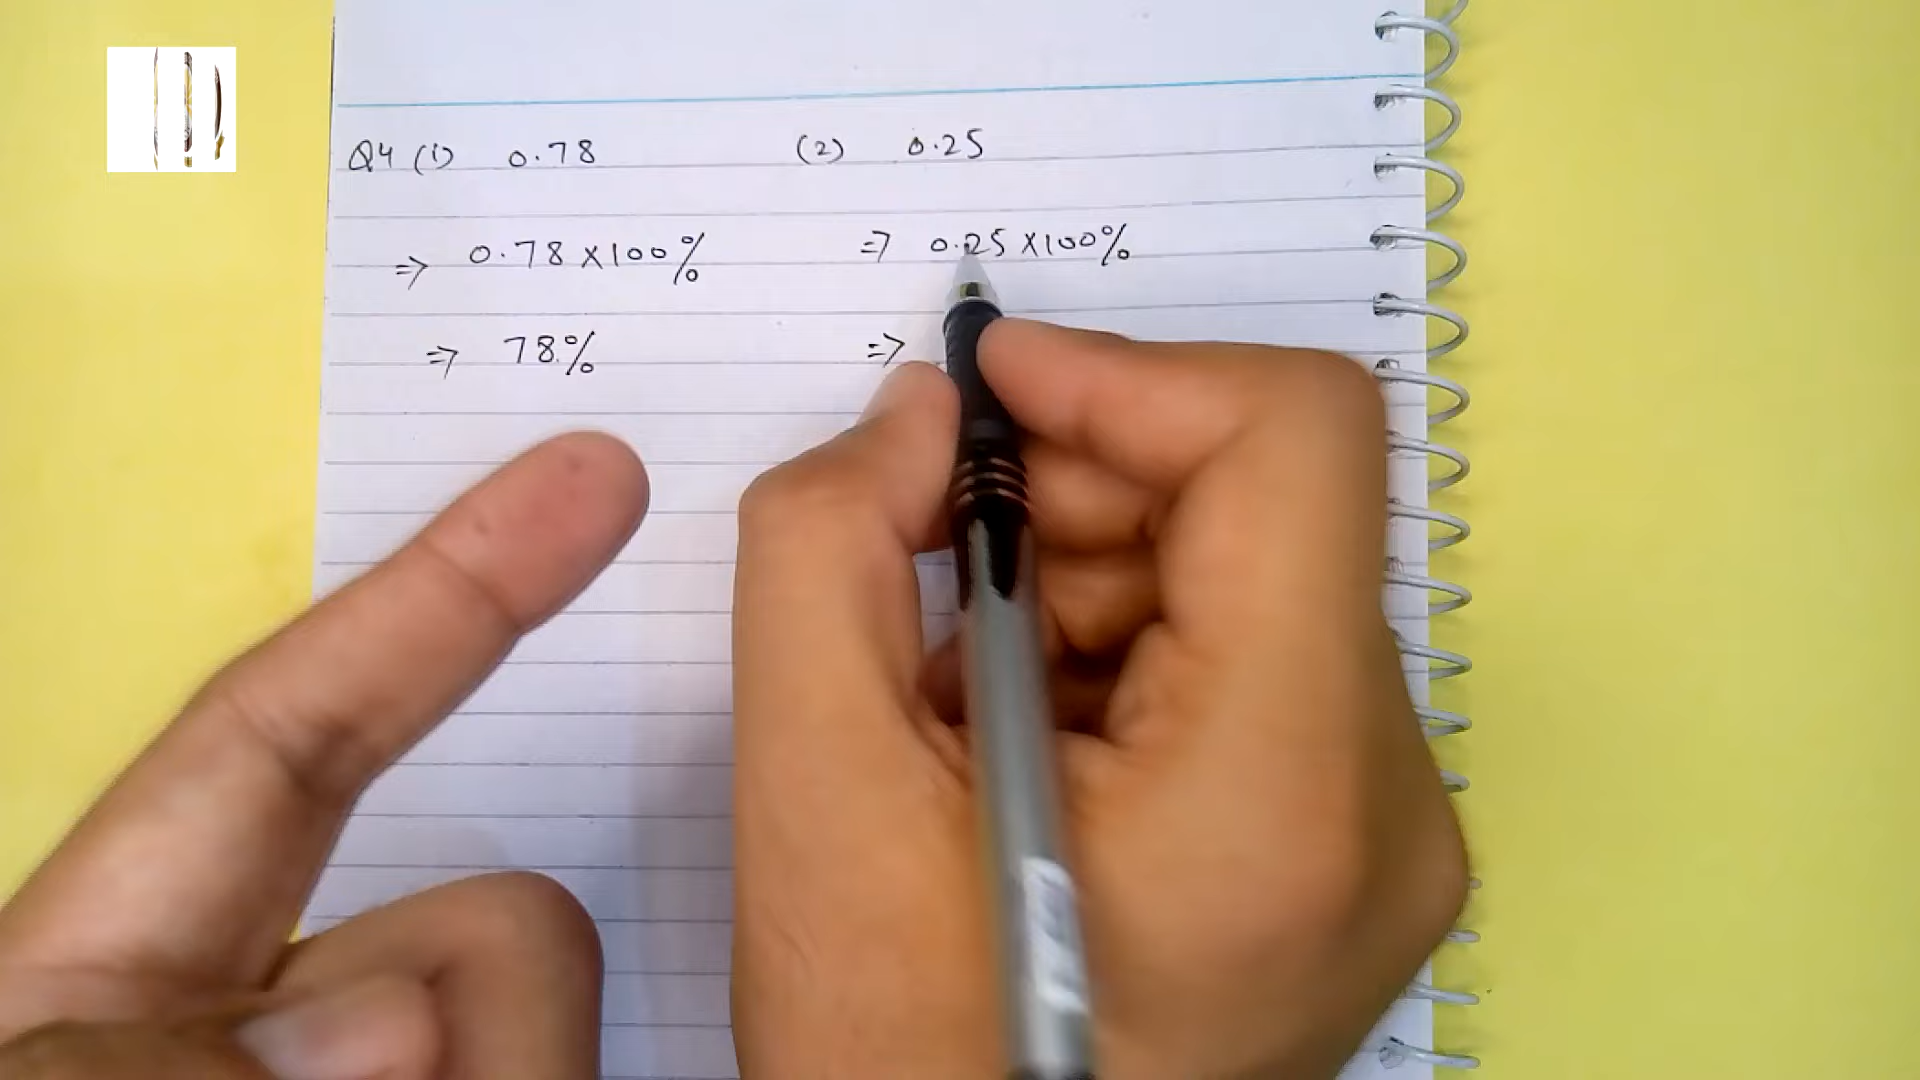 Q4 (1) 0.78 (2) 0.25
⇒ 0.78 X 100% ⇒ 0.25 X 100%
⇒ 78.% ⇒